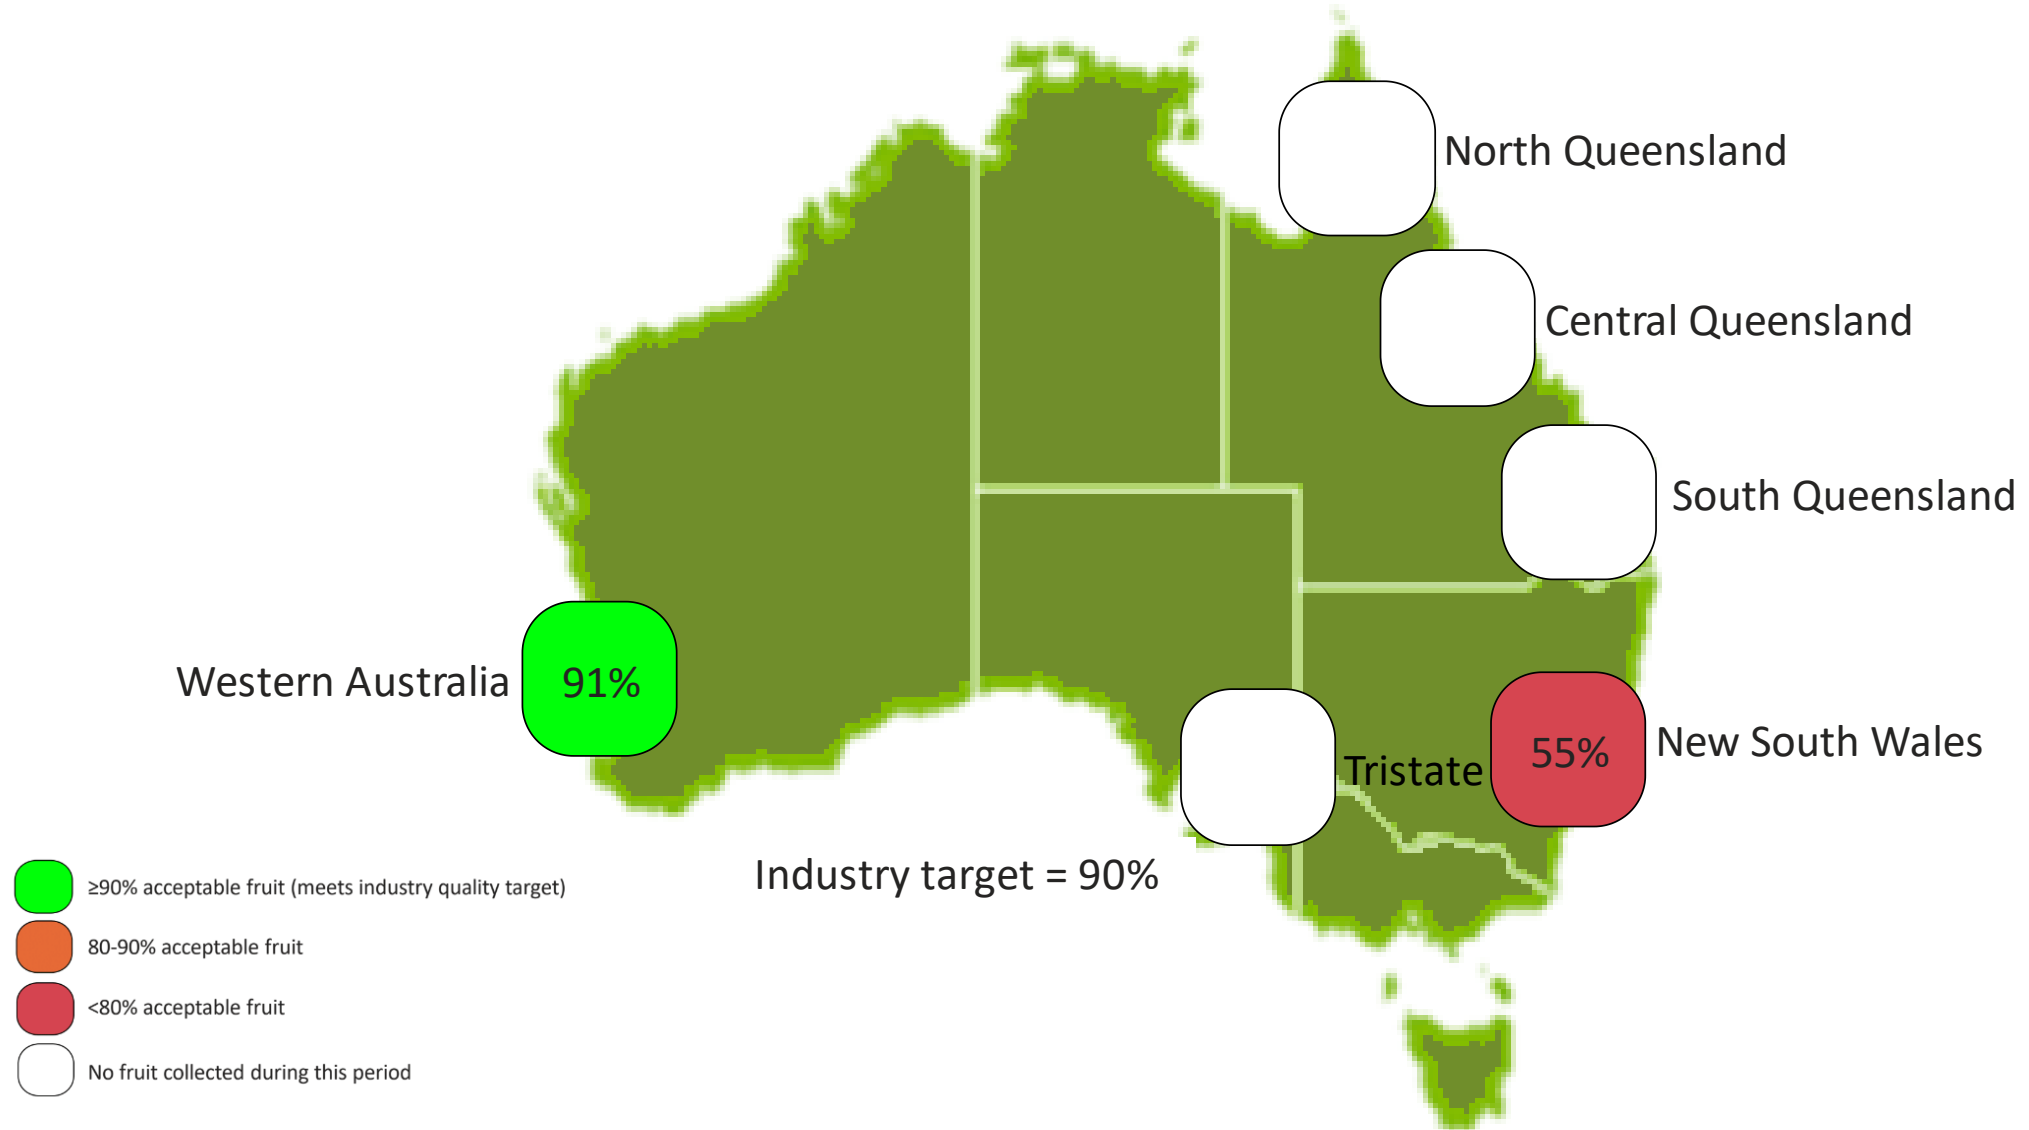 North Queensland
Central Queensland
South Queensland
Western Australia
91%
New South Wales
55%
Tristate
Industry target = 90%
≥90% acceptable fruit (meets industry quality target)
80-90% acceptable fruit
<80% acceptable fruit
No fruit collected during this period